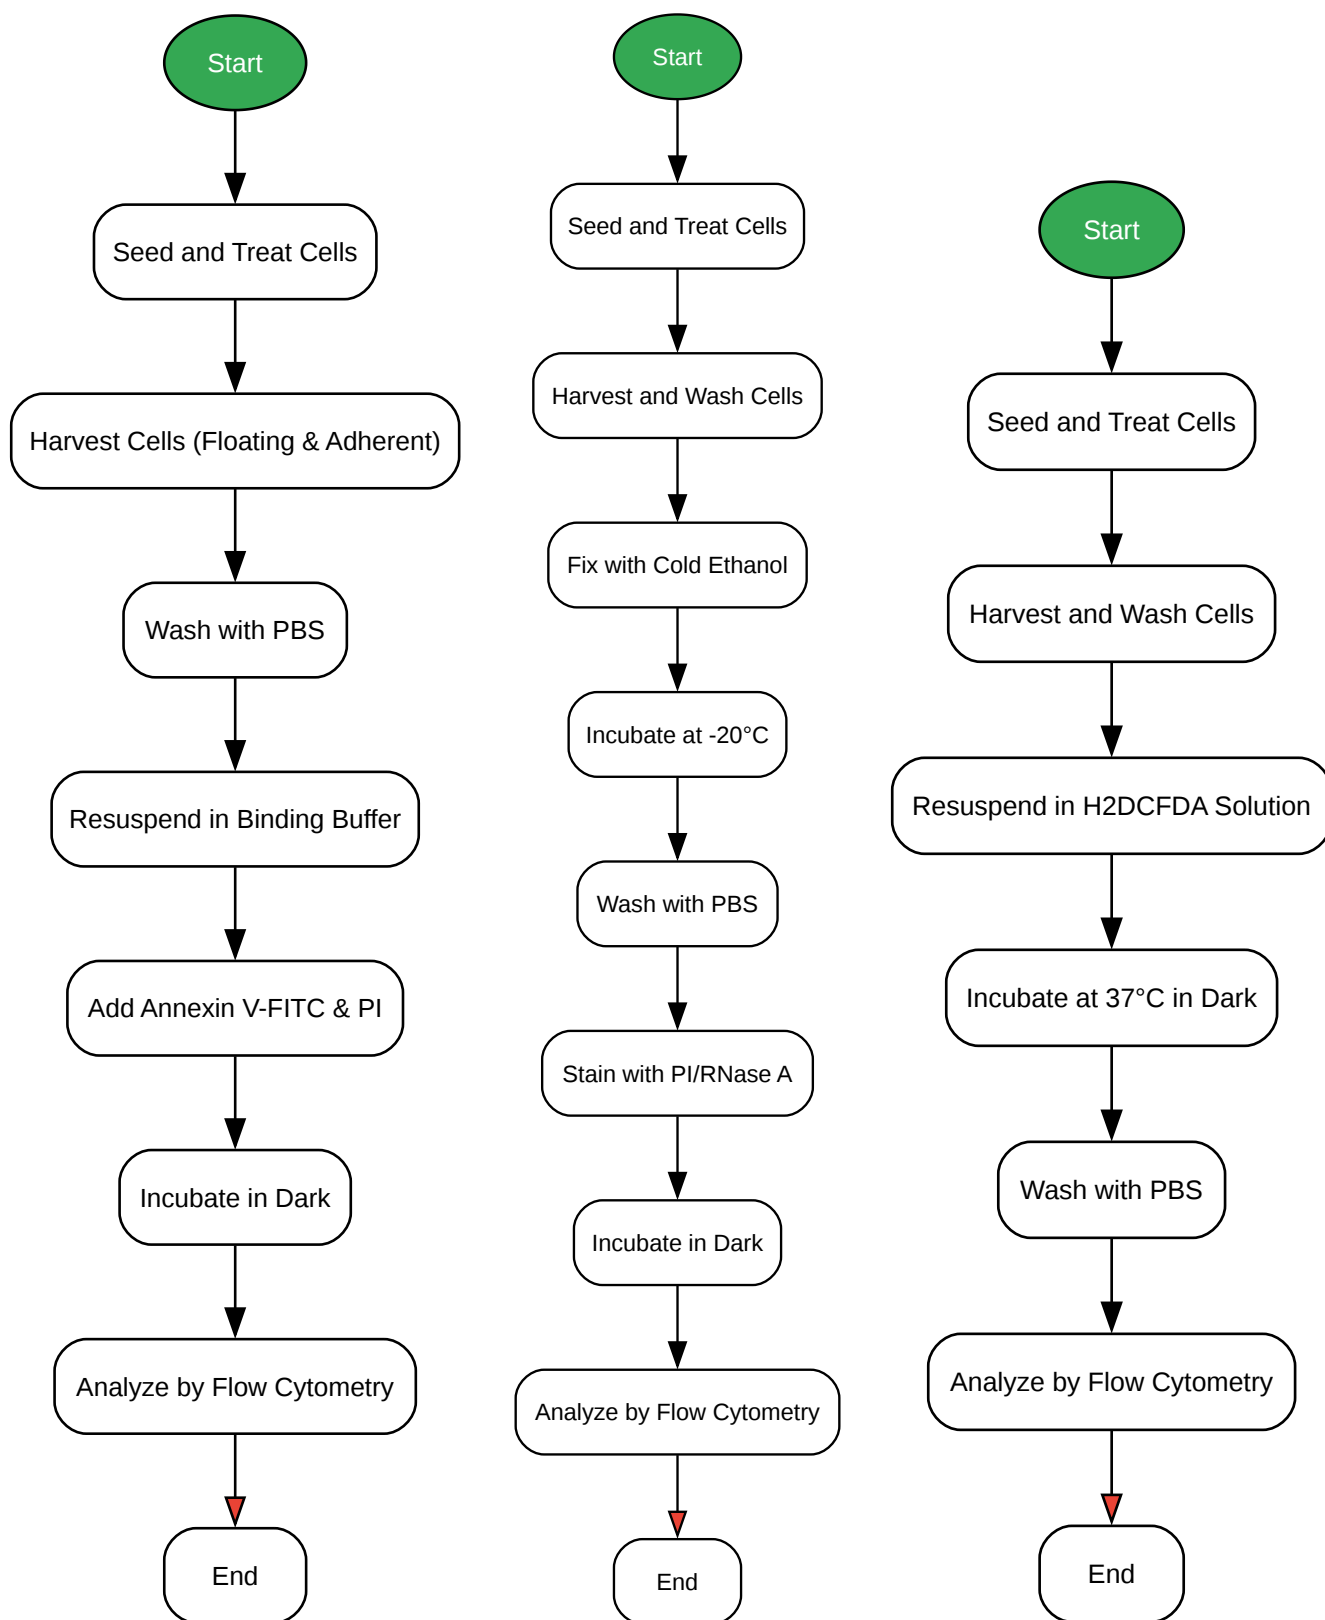 Start
Seed and Treat Cells
Harvest Cells (Floating & Adherent)
Wash with PBS
Resuspend in Binding Buffer
Add Annexin V-FITC & PI
Incubate in Dark
Analyze by Flow Cytometry
End
Start
Seed and Treat Cells
Harvest and Wash Cells
Fix with Cold Ethanol
Incubate at -20°C
Wash with PBS
Stain with PI/RNase A
Incubate in Dark
Analyze by Flow Cytometry
End
Start
Seed and Treat Cells
Harvest and Wash Cells
Resuspend in H2DCFDA Solution
Incubate at 37°C in Dark
Wash with PBS
Analyze by Flow Cytometry
End